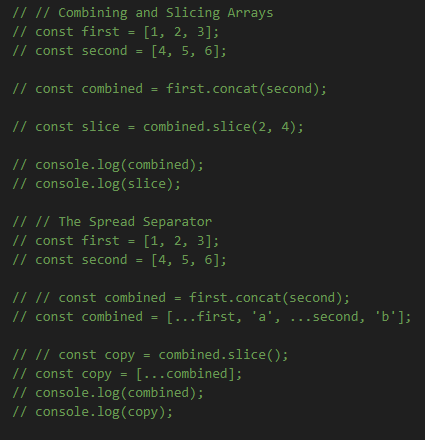 // // Combining and Slicing Arrays
// const first = [1, 2, 3];
// const second = [4, 5, 6];
// const combined = first.concat(second);
// const slice = combined.slice(2, 4);
// console.log(combined);
// console.log(slice);
// // The Spread Separator
// const first = [1, 2, 3];
// const second = [4, 5, 6];
// // const combined = first.concat(second);
// const combined = [...first, 'a', ...second, 'b'];
// // const copy = combined.slice();
// const copy = [...combined];
// console.log(combined);
// console.log(copy);